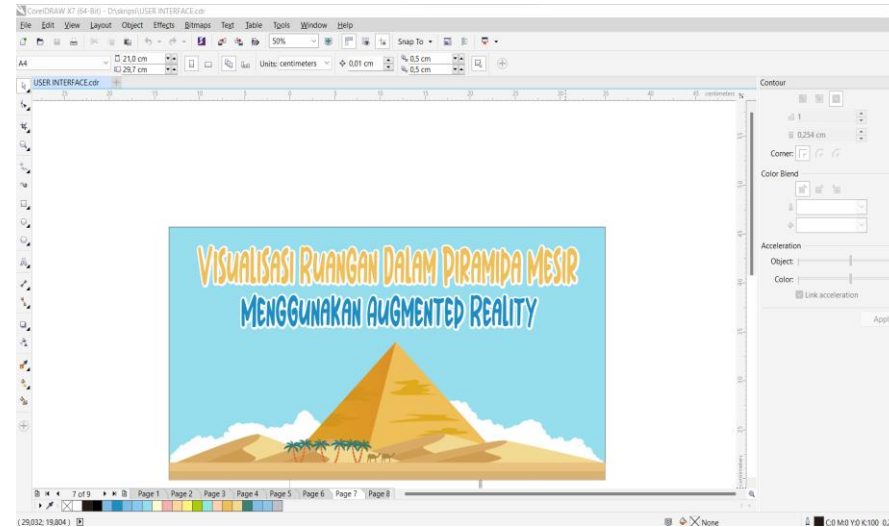 CorelDRAW X7 (64-Bit) - D:\skripsi\USER INTERFACE.cdr
File Edit View Layout Object Effects Bitmaps Text Table Tools Window Help
50% Snap To
A4 21,0 cm 29,7 cm Units: centimeters 0,01 cm 0,5 cm 0,5 cm
USER INTERFACE.cdr
Contour
1
0,254 cm
Corner:
Color Blend
Acceleration
Object:
Color:
Link acceleration
Appl
centimeters
VISUALISASI RUANGAN DALAM PIRAMIDA MESIR
MENGGUNAKAN AUGMENTED REALITY
7 of 9 Page 1 Page 2 Page 3 Page 4 Page 5 Page 6 Page 7 Page 8
(29,032; 19,804 ) None C:0 M:0 Y:0 K:100